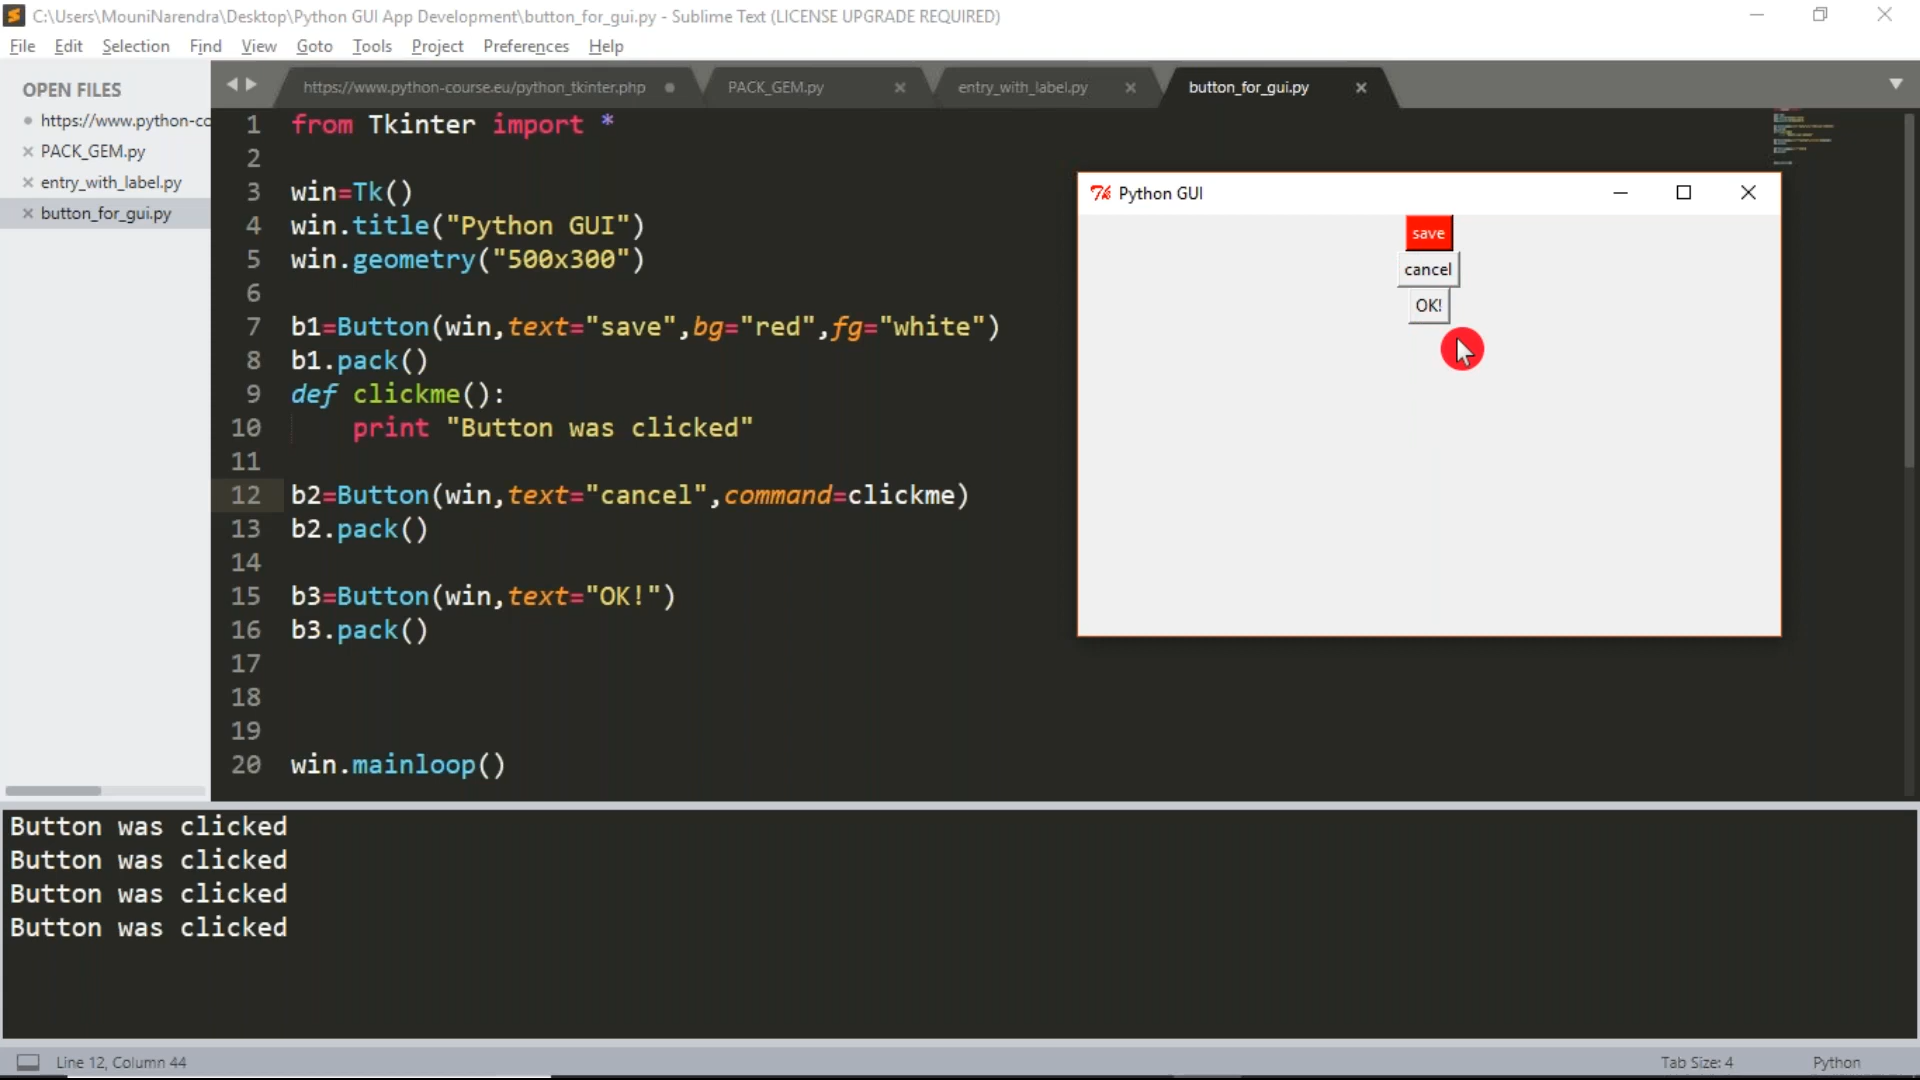 C:\Users\MouniNarendra\Desktop\Python GUI App Development\button_for_gui.py - Sublime Text (LICENSE UPGRADE REQUIRED)
File Edit Selection Find View Goto Tools Project Preferences Help
OPEN FILES
https://www.python-co
PACK_GEM.py
entry_with_label.py
button_for_gui.py
https://www.python-course.eu/python_tkinter.php PACK_GEM.py entry_with_label.py button_for_gui.py
1 from Tkinter import *
2
3 win=Tk()
4 win.title("Python GUI")
5 win.geometry("500x300")
6
7 b1=Button(win,text="save",bg="red",fg="white")
8 b1.pack()
9 def clickme():
10 print "Button was clicked"
11
12 b2=Button(win,text="cancel",command=clickme)
13 b2.pack()
14
15 b3=Button(win,text="OK!")
16 b3.pack()
17
18
19
20 win.mainloop()
Python GUI
save
cancel
OK!
Button was clicked
Button was clicked
Button was clicked
Button was clicked
Line 12, Column 44 Tab Size: 4 Python